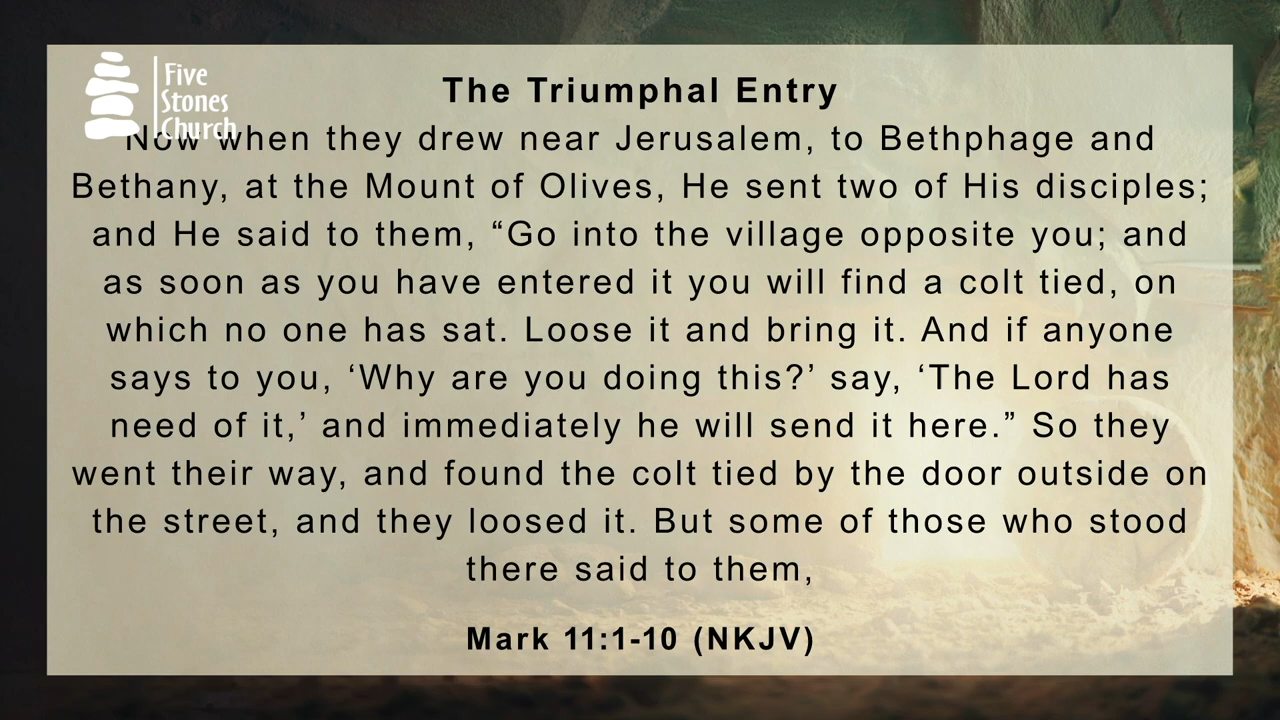 Five
Stones
Church
The Triumphal Entry
Now when they drew near Jerusalem, to Bethphage and
Bethany, at the Mount of Olives, He sent two of His disciples;
and He said to them, “Go into the village opposite you; and
as soon as you have entered it you will find a colt tied, on
which no one has sat. Loose it and bring it. And if anyone
says to you, ‘Why are you doing this?’ say, ‘The Lord has
need of it,’ and immediately he will send it here.” So they
went their way, and found the colt tied by the door outside on
the street, and they loosed it. But some of those who stood
there said to them,
Mark 11:1-10 (NKJV)